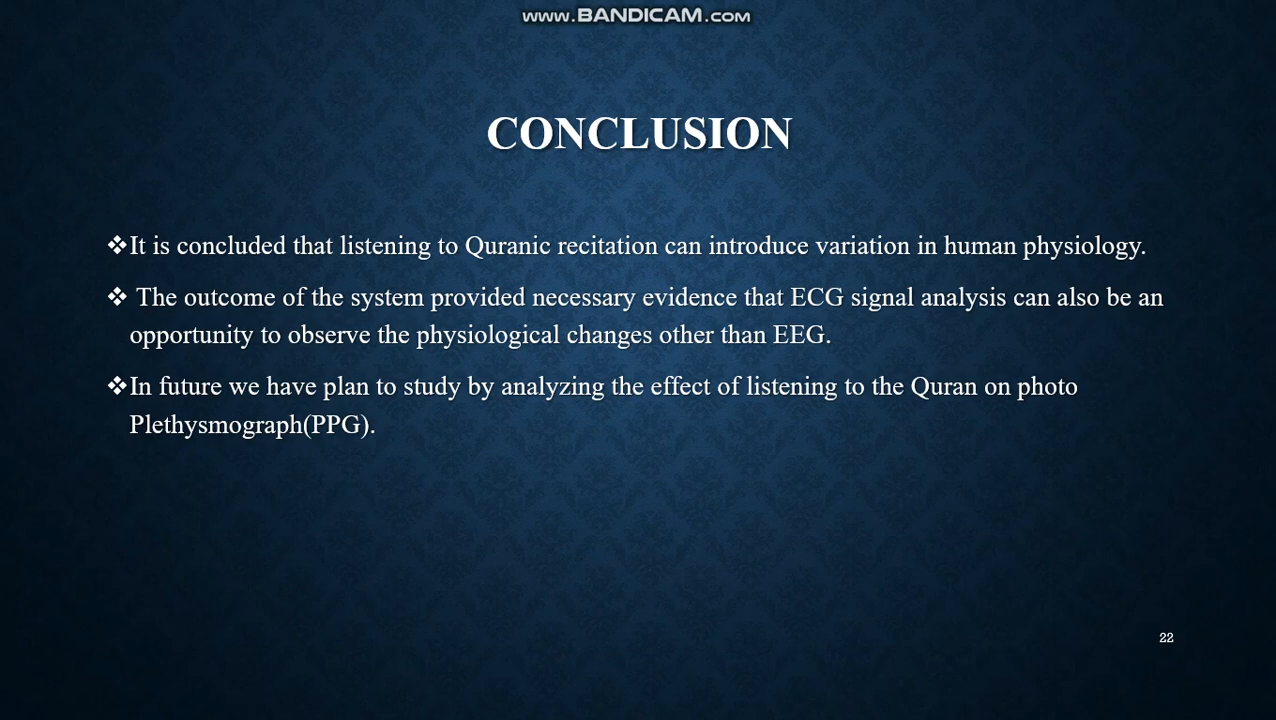 www.BANDICAM.com
CONCLUSION
❖It is concluded that listening to Quranic recitation can introduce variation in human physiology.
❖ The outcome of the system provided necessary evidence that ECG signal analysis can also be an
opportunity to observe the physiological changes other than EEG.
❖In future we have plan to study by analyzing the effect of listening to the Quran on photo
Plethysmograph(PPG).
22